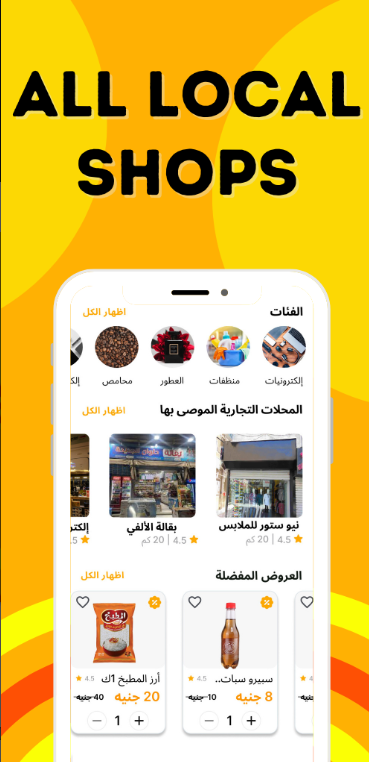 ALL LOCAL
SHOPS
الفئات
اظهار الكل
إلكترونيات
منظفات
العطور
محامص
إلك
المحلات التجارية الموصى بها
اظهار الكل
نيو ستور للملابس
4.5 | 20 كم
بقالة الألفي
4.5 | 20 كم
إلكتر
العروض المفضلة
اظهار الكل
سبيرو سبات..
4.5
8 جنيه
10 جنيه
1
أرز المطبخ 1ك
4.5
20 جنيه
40 جنيه
1